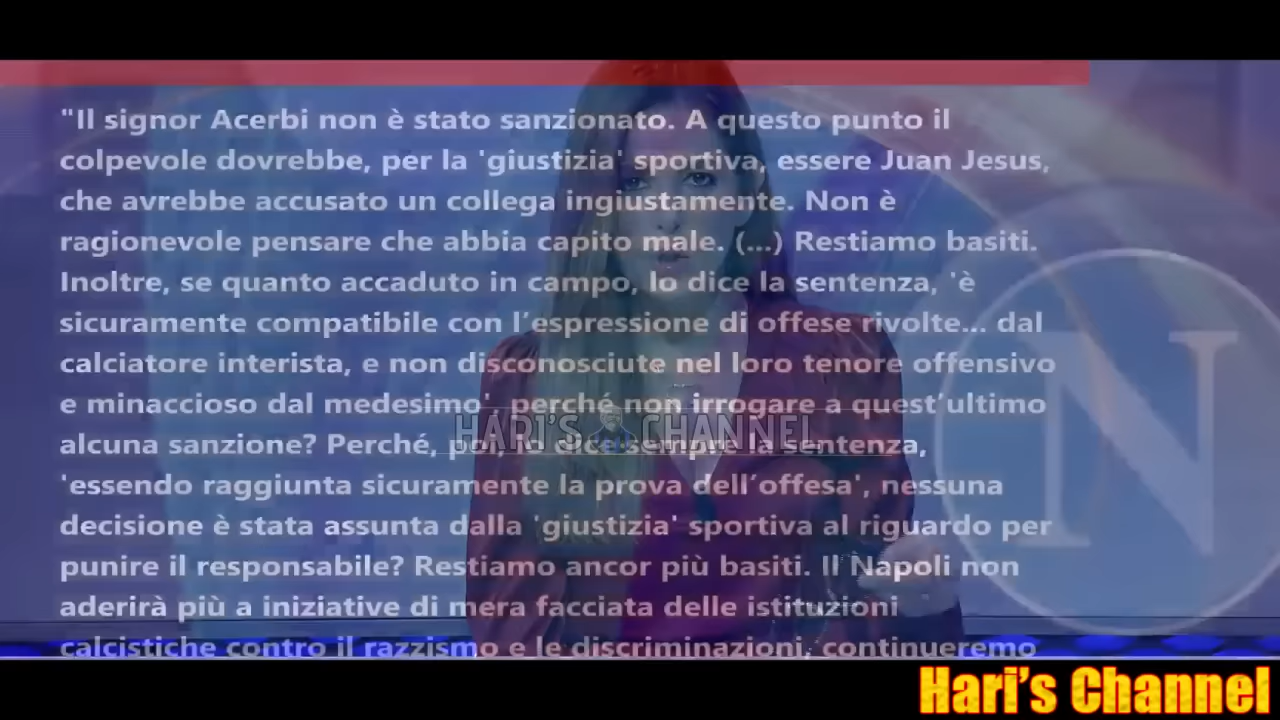 "Il signor Acerbi non è stato sanzionato. A questo punto il
colpevole dovrebbe, per la 'giustizia' sportiva, essere Juan Jesus,
che avrebbe accusato un collega ingiustamente. Non è
ragionevole pensare che abbia capito male. (...) Restiamo basiti.
Inoltre, se quanto accaduto in campo, lo dice la sentenza, 'è
sicuramente compatibile con l’espressione di offese rivolte... dal
calciatore interista, e non disconosciute nel loro tenore offensivo
e minaccioso dal medesimo', perché non irrogare a quest’ultimo
alcuna sanzione? Perché, poi, lo dice sempre la sentenza,
'essendo raggiunta sicuramente la prova dell’offesa', nessuna
decisione è stata assunta dalla 'giustizia' sportiva al riguardo per
punire il responsabile? Restiamo ancor più basiti. Il Napoli non
aderirà più a iniziative di mera facciata delle istituzioni
calcistiche contro il razzismo e le discriminazioni, continueremo
HARI'S CHANNEL
N
Hari's Channel